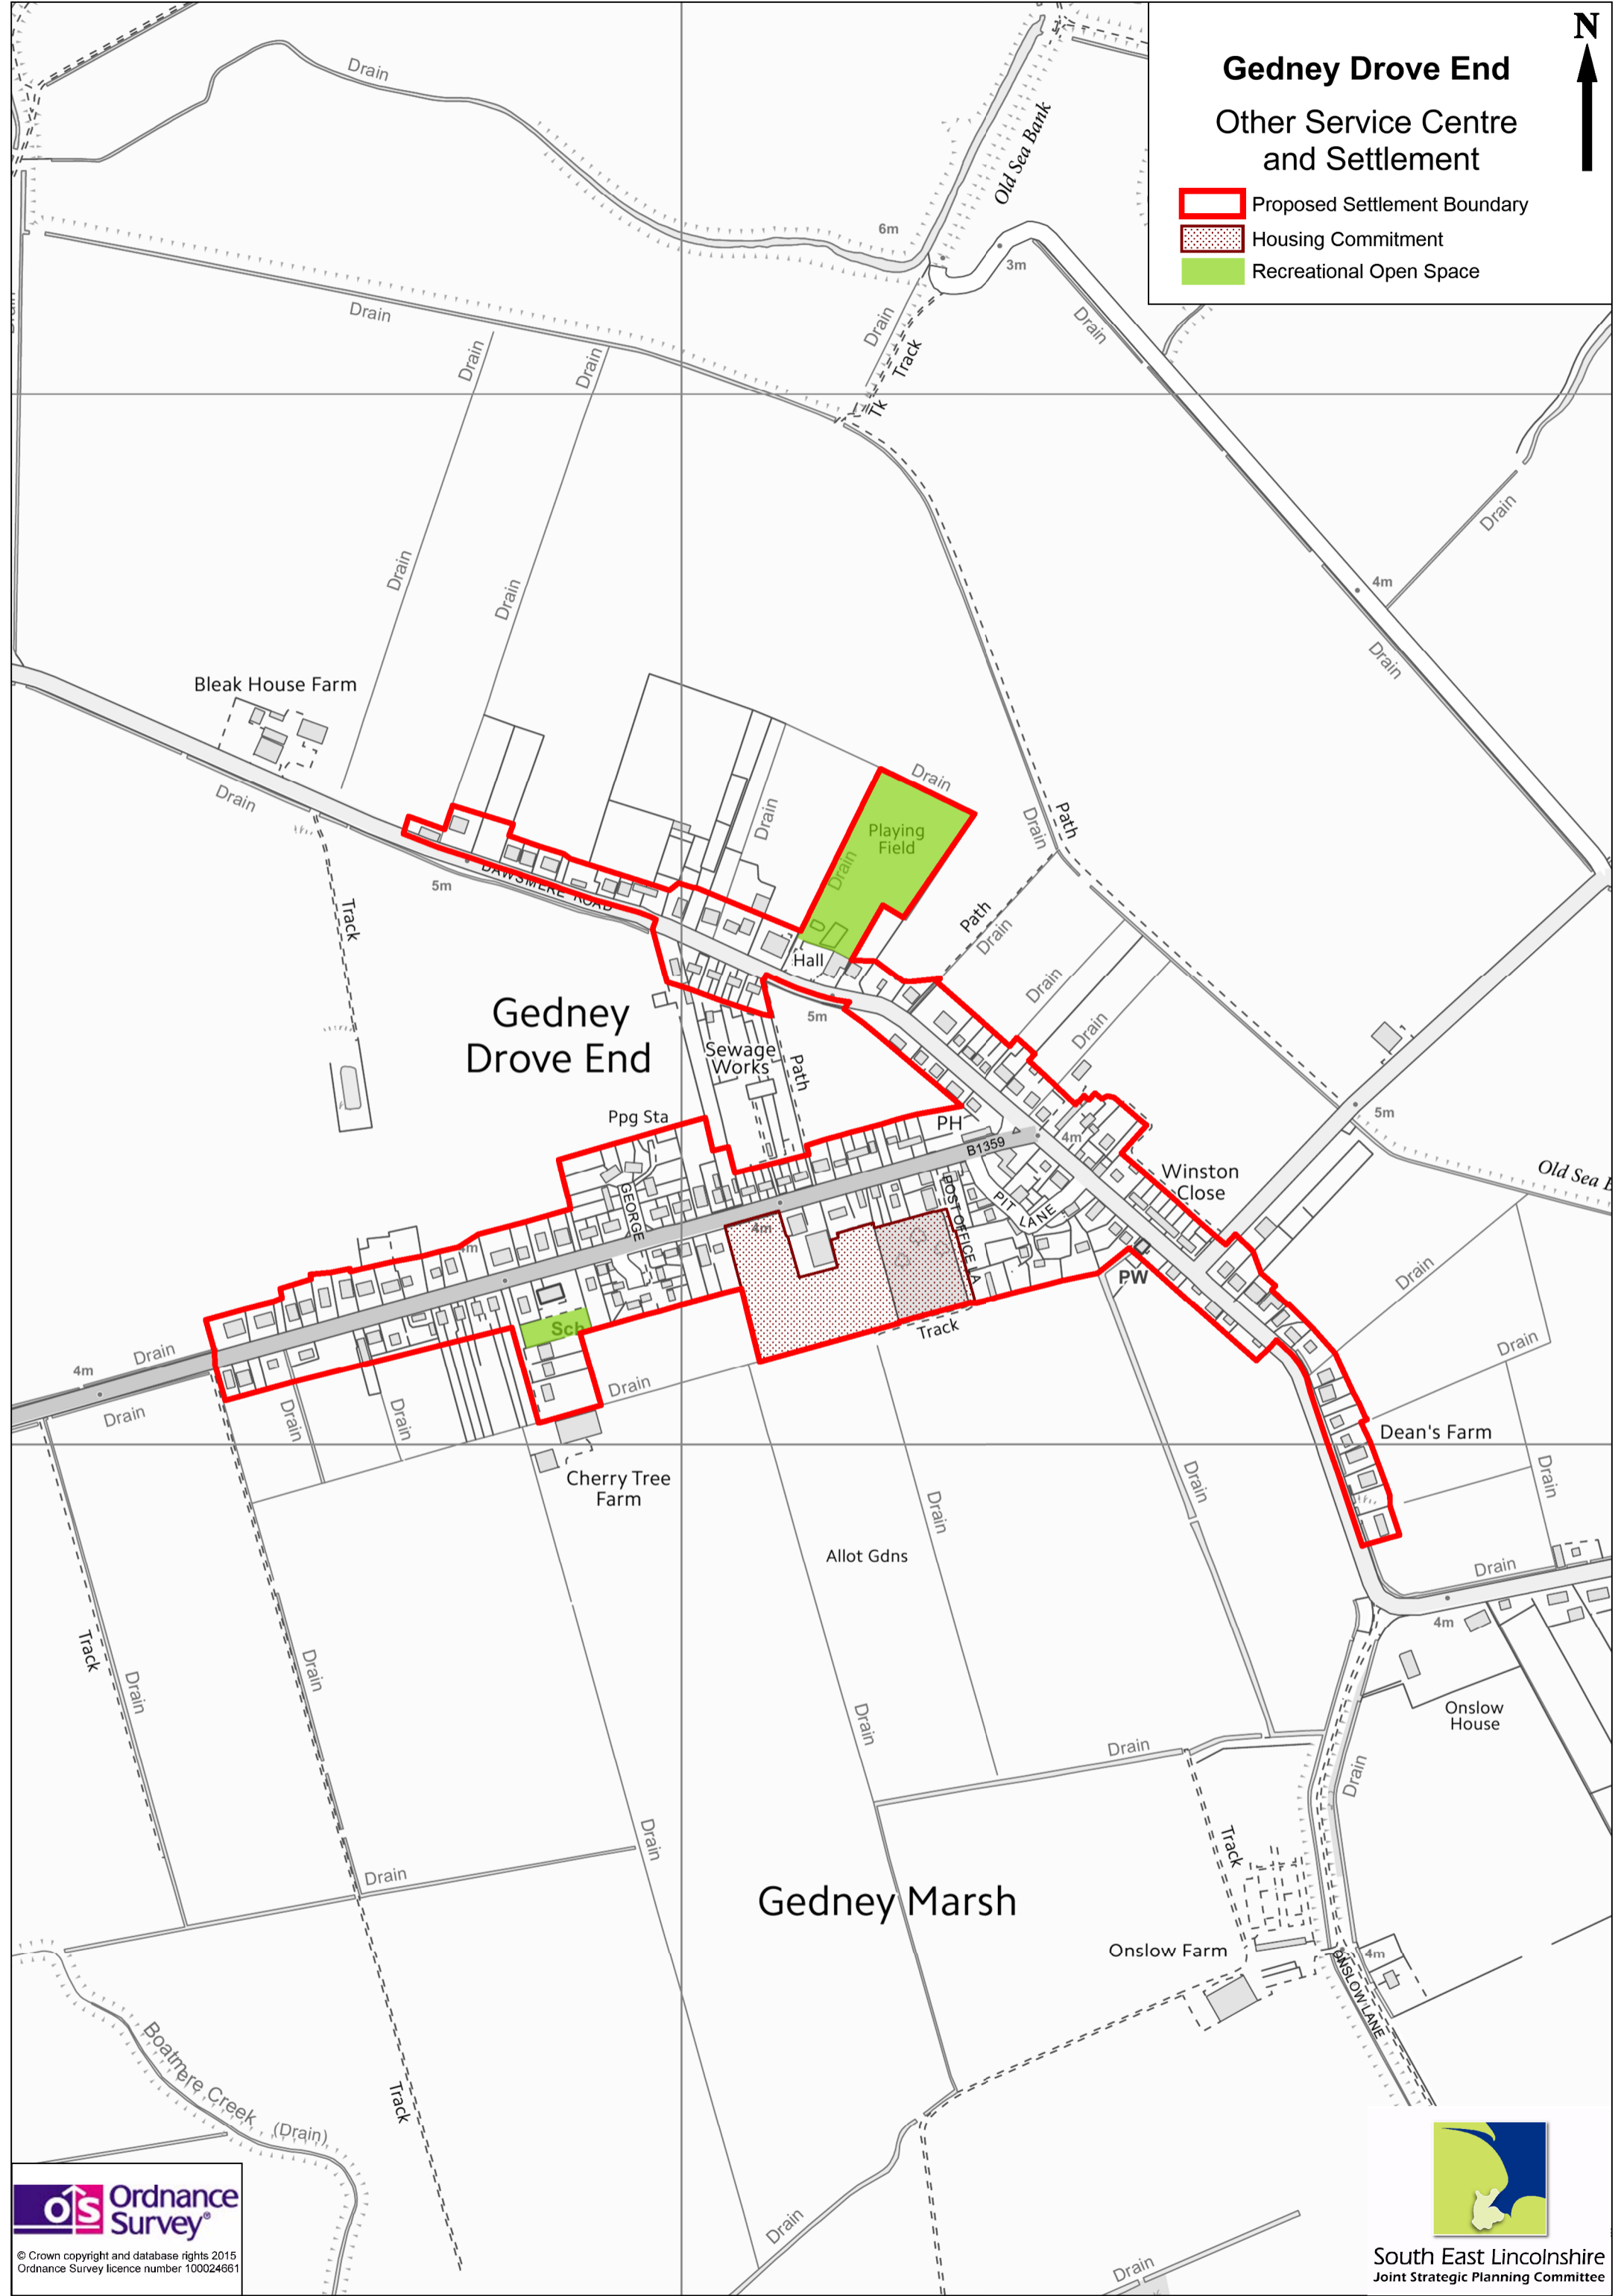 N
Gedney Drove End
Other Service Centre
and Settlement
Proposed Settlement Boundary
Housing Commitment
Recreational Open Space
Drain
Old Sea Bank
6m
3m
Drain
Drain
Drain
Track
Drain
Drain
Drain
Tk
Drain
4m
Drain
Drain
Drain
Bleak House Farm
Drain
Drain
Drain
Path
Playing
Field
Drain
Drain
DAWSMERE ROAD
5m
Track
Path
Drain
Hall
Drain
5m
Gedney
Drove End
Sewage
Works
Path
Drain
5m
Ppg Sta
PH
B1359
4m
Winston
Close
Old Sea B
GEORGE
POST OFFICE LA
PIT LANE
4m
PW
Drain
Sch
Track
Drain
4m
Drain
Drain
Drain
Drain
Drain
Dean's Farm
Cherry Tree
Farm
Drain
Drain
Drain
Allot Gdns
Drain
4m
Track
Drain
Drain
Drain
Onslow
House
Drain
Drain
Drain
Track
Drain
Gedney Marsh
Onslow Farm
4m
ONSLOW LANE
Boatmere Creek
(Drain)
Track
Drain
Drain
Ordnance
Survey®
© Crown copyright and database rights 2015
Ordnance Survey licence number 100024661
South East Lincolnshire
Joint Strategic Planning Committee